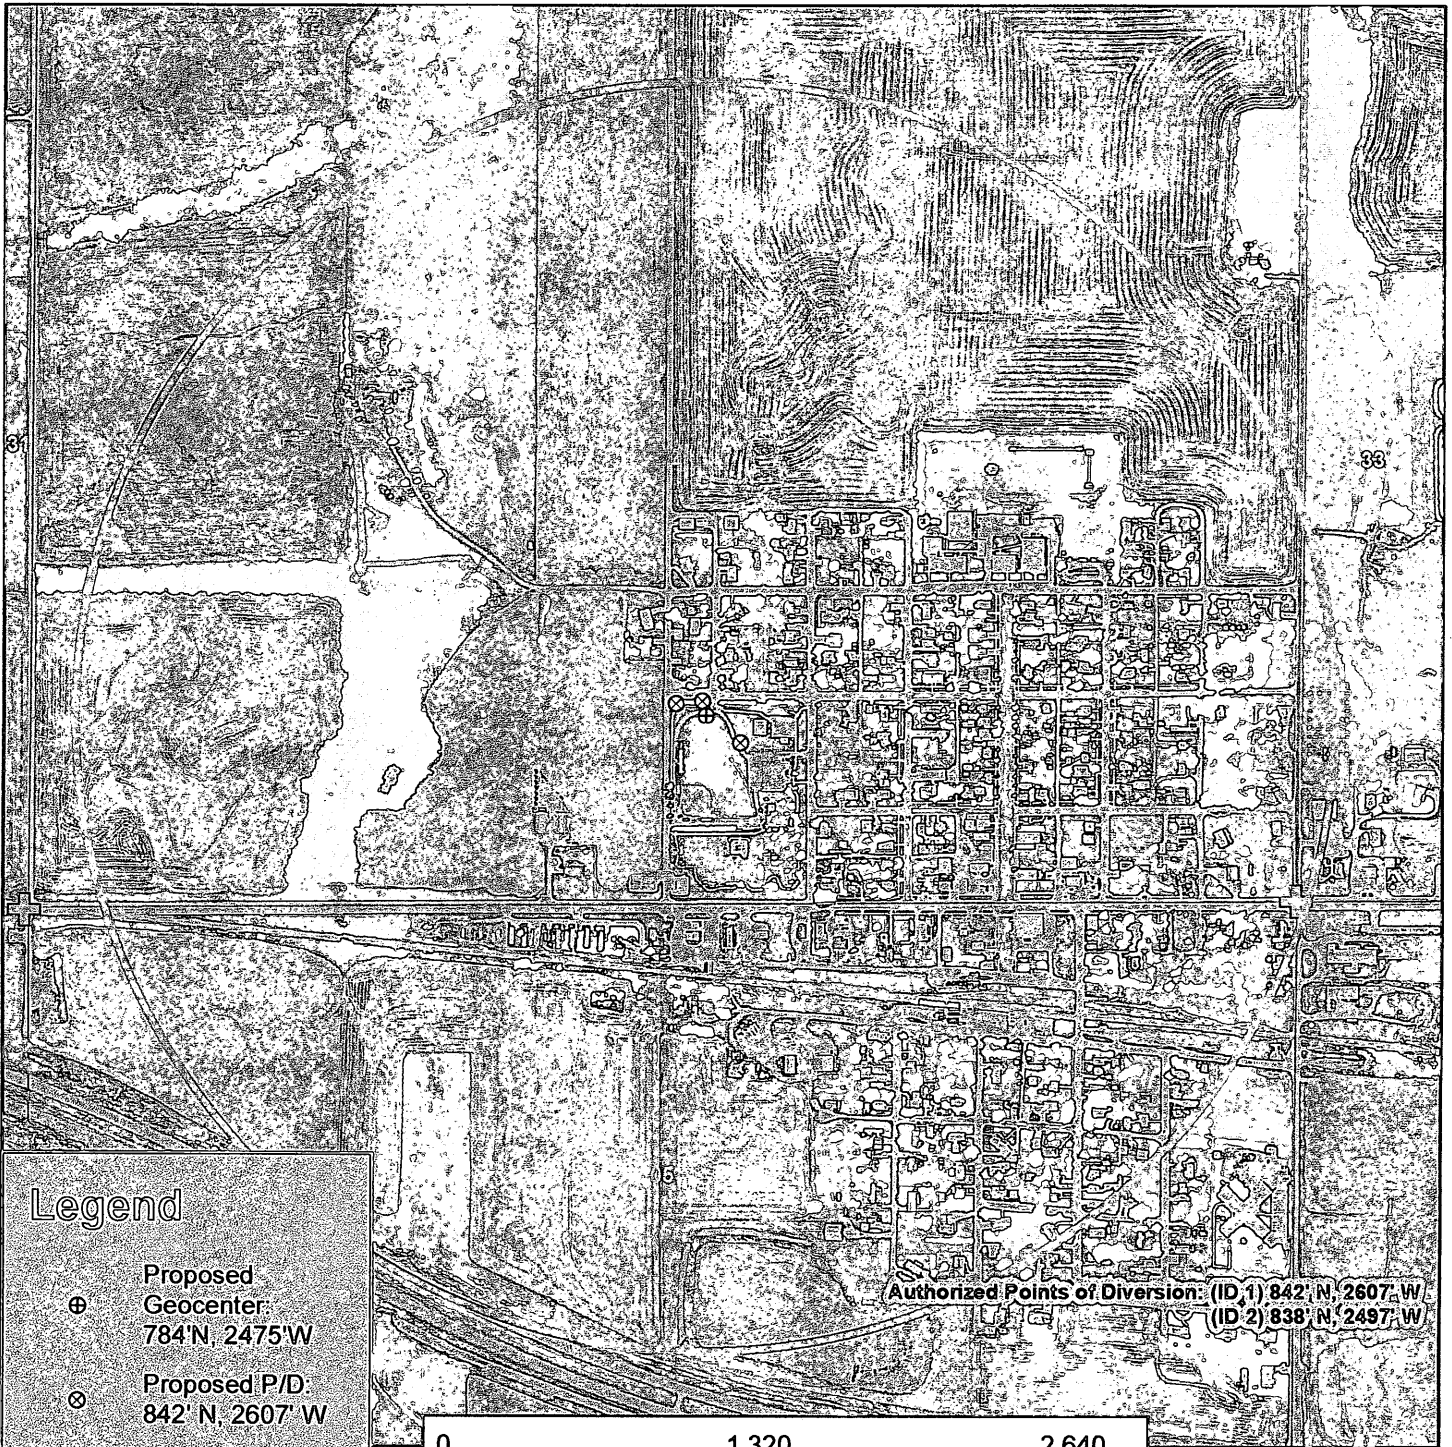 33
Authorized Points of Diversion: (ID 1) 842' N, 2607' W
(ID 2) 838' N, 2497' W
Legend
Proposed
Geocenter:
784'N, 2475'W
Proposed P/D:
842' N, 2607' W
0 1,320 2,640